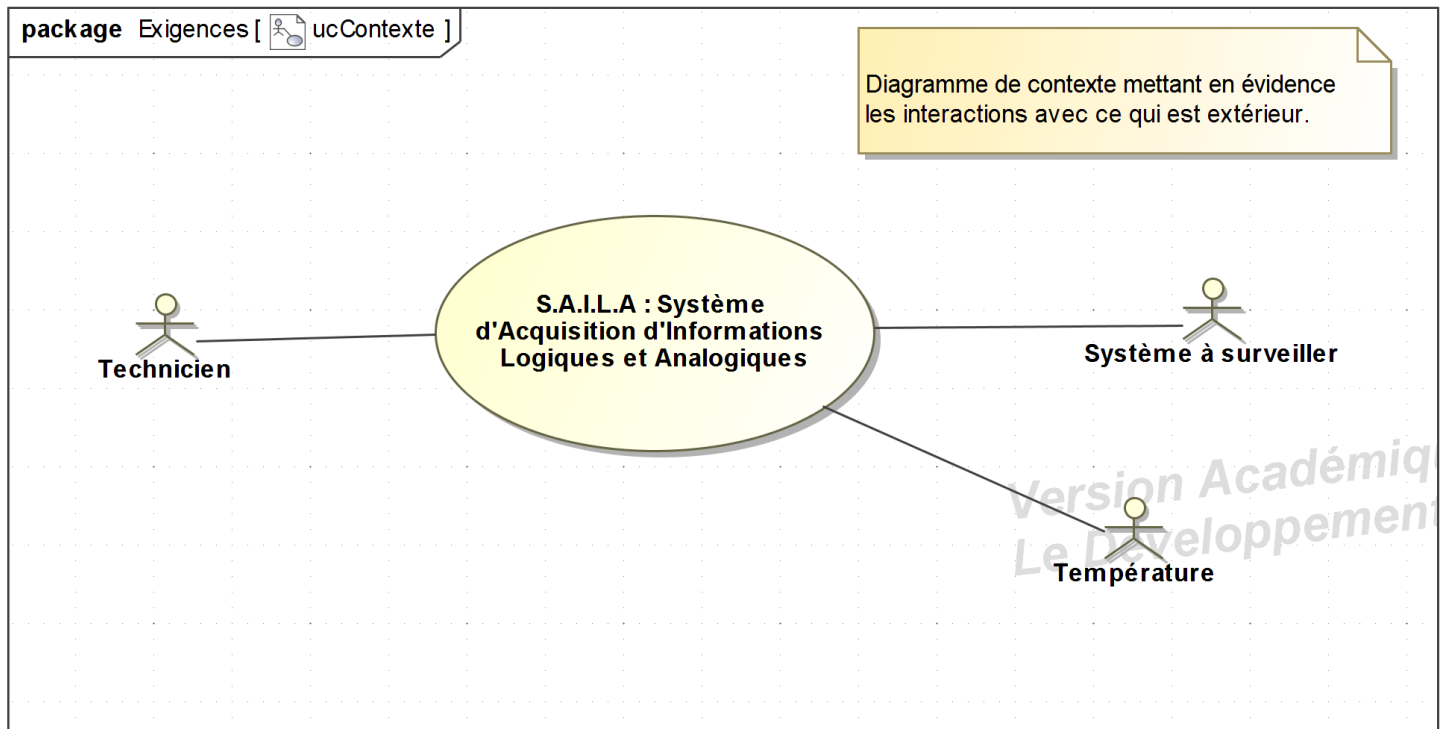 package Exigences [ ucContexte ]
Diagramme de contexte mettant en évidence
les interactions avec ce qui est extérieur.
S.A.I.L.A : Système
d'Acquisition d'Informations
Logiques et Analogiques
Technicien
Système à surveiller
Version Académiq
Le Développement
Température